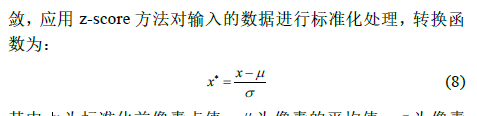 敛，应用 z-score 方法对输入的数据进行标准化处理，转换函
数为：
x* = (x−μ)/σ (8)